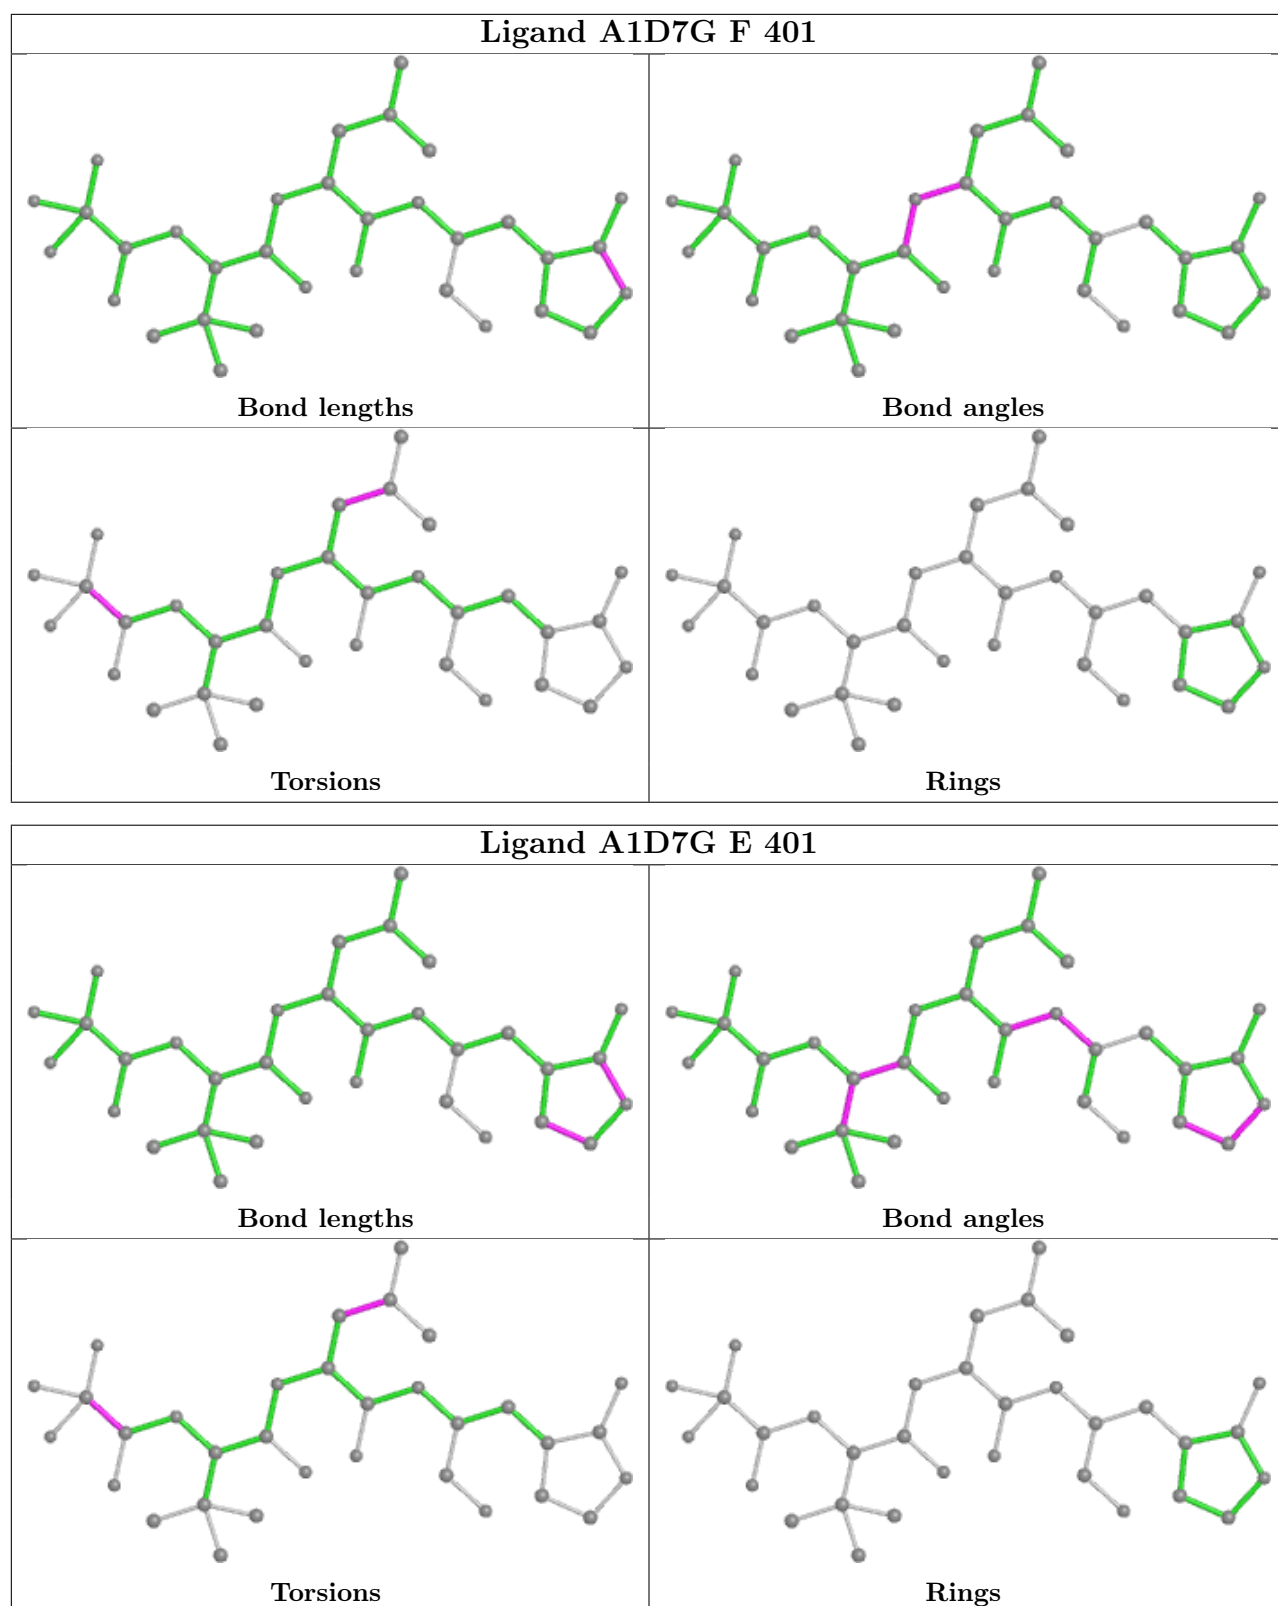 Ligand A1D7G F 401
Bond lengths
Bond angles
Torsions
Rings
Ligand A1D7G E 401
Bond lengths
Bond angles
Torsions
Rings